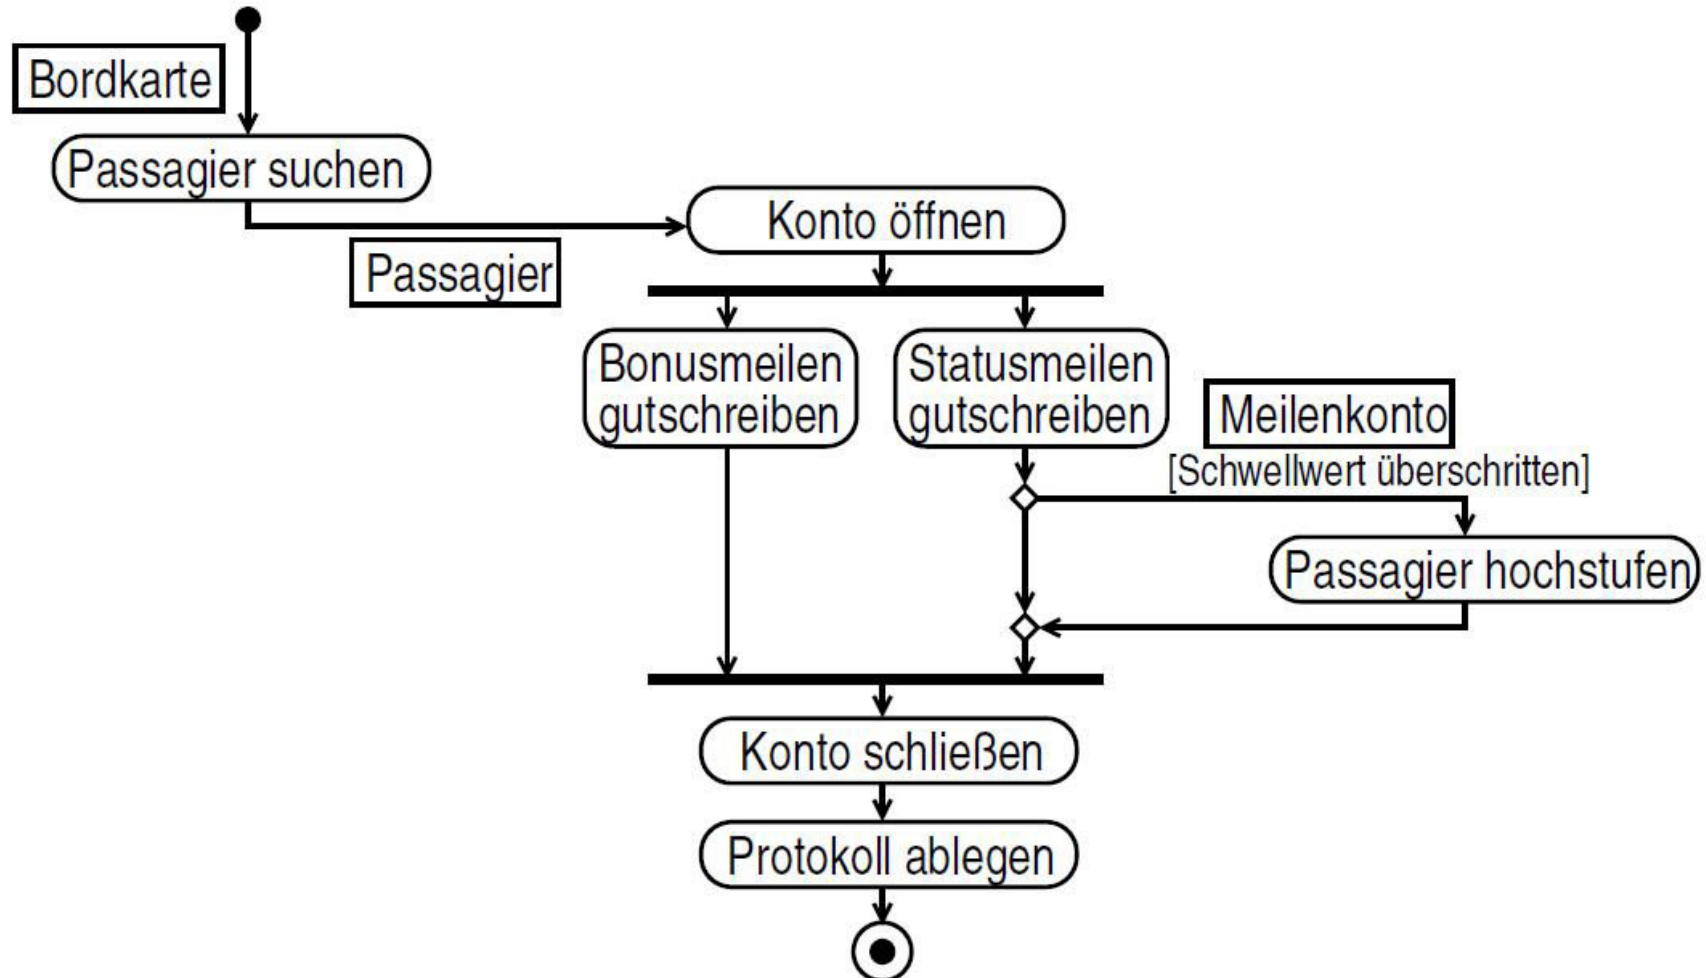 Bordkarte
Passagier suchen
Konto öffnen
Passagier
Bonusmeilen
gutschreiben
Statusmeilen
gutschreiben
Meilenkonto
[Schwellwert überschritten]
Passagier hochstufen
Konto schließen
Protokoll ablegen